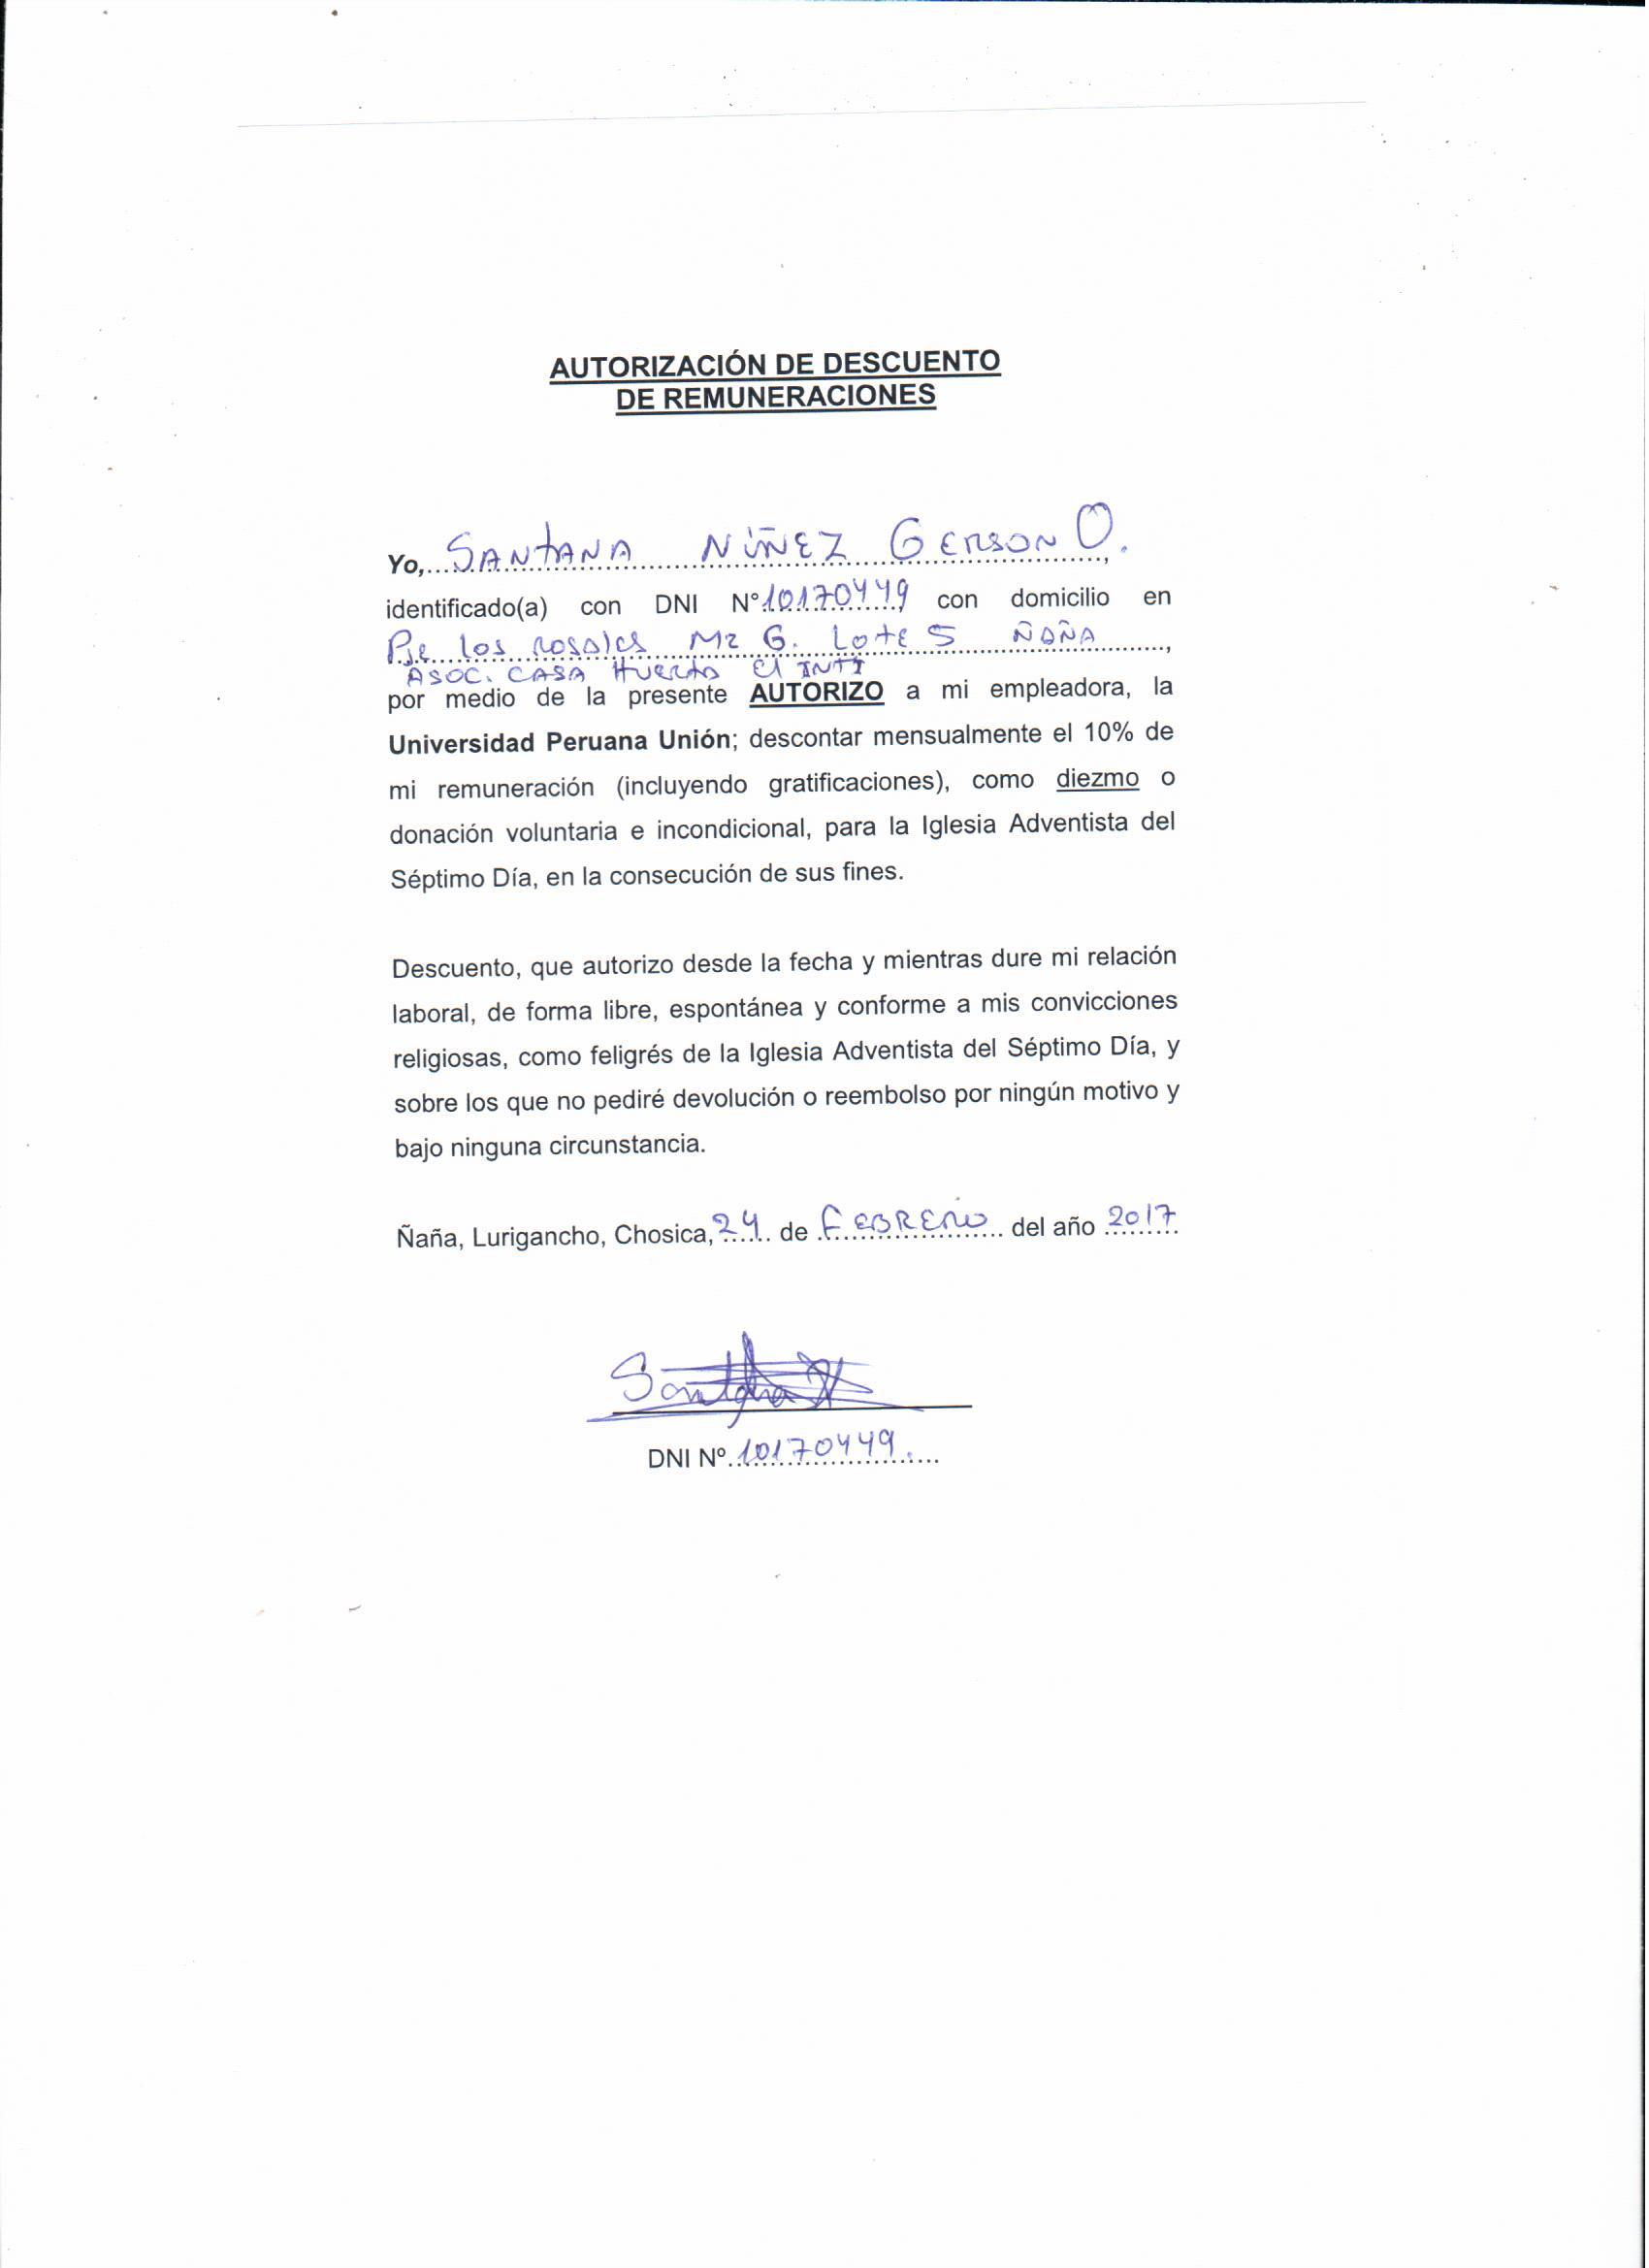 AUTORIZACIÓN DE DESCUENTO
DE REMUNERACIONES
Yo, SANTANA NÚÑEZ GERSON O.,
identificado(a) con DNI N° 10170449, con domicilio en
Pje los Rosales Mz G. Lote 5 ÑAÑA,
ASOC. CASA Huerto El INTI
por medio de la presente AUTORIZO a mi empleadora, la
Universidad Peruana Unión; descontar mensualmente el 10% de
mi remuneración (incluyendo gratificaciones), como diezmo o
donación voluntaria e incondicional, para la Iglesia Adventista del
Séptimo Día, en la consecución de sus fines.
Descuento, que autorizo desde la fecha y mientras dure mi relación
laboral, de forma libre, espontánea y conforme a mis convicciones
religiosas, como feligrés de la Iglesia Adventista del Séptimo Día, y
sobre los que no pediré devolución o reembolso por ningún motivo y
bajo ninguna circunstancia.
Ñaña, Lurigancho, Chosica, 24 de FEBRERO del año 2017
Santana
DNI Nº 10170449.